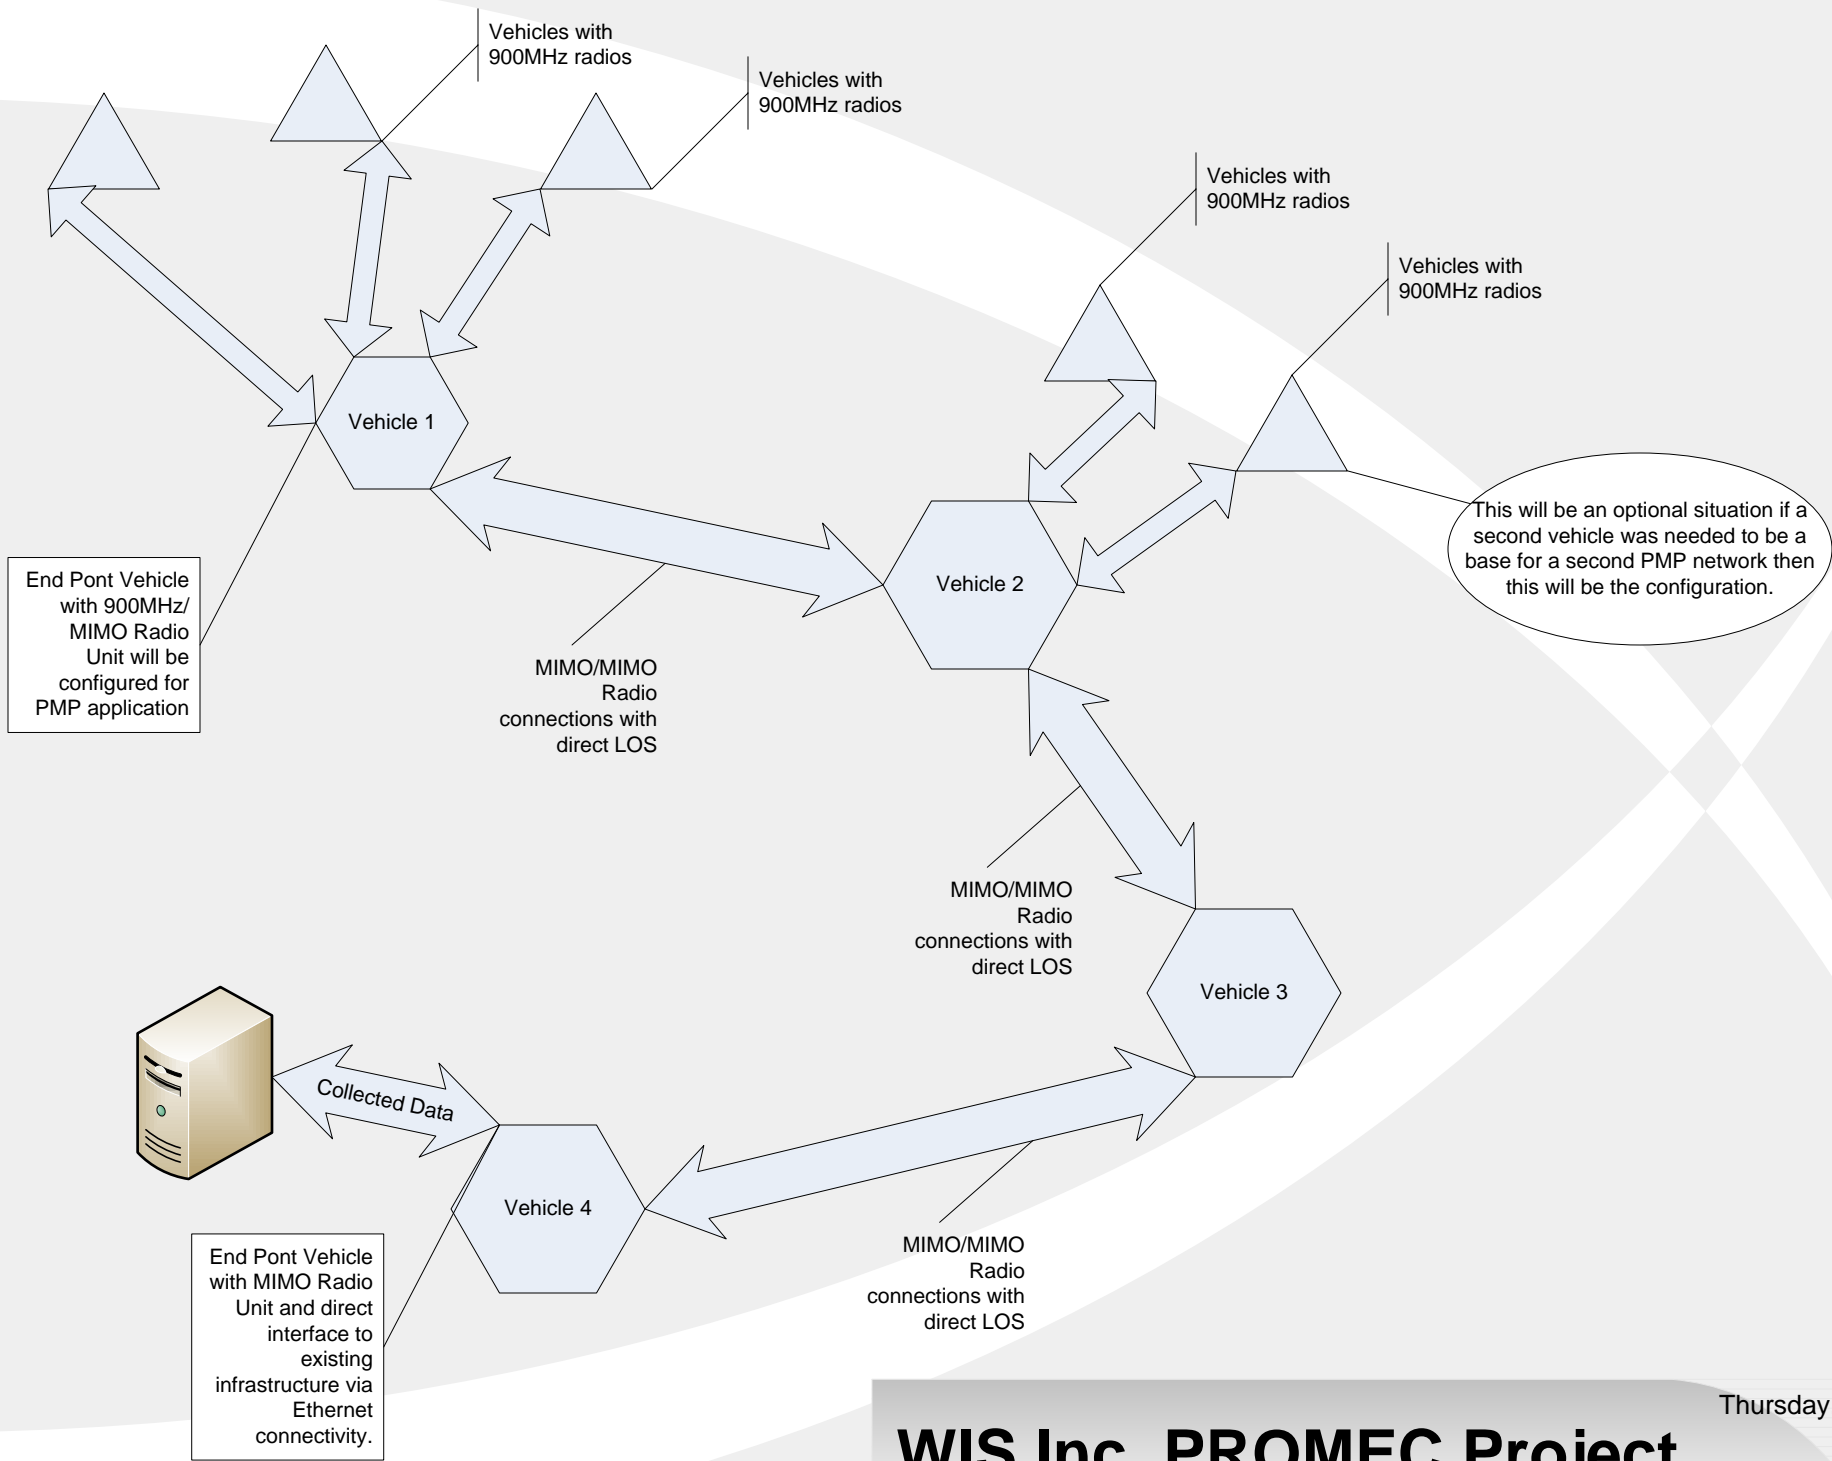 Vehicles with
900MHz radios
Vehicles with
900MHz radios
Vehicles with
900MHz radios
Vehicles with
900MHz radios
Vehicle 1
This will be an optional situation if a
second vehicle was needed to be a
base for a second PMP network then
this will be the configuration.
Vehicle 2
End Pont Vehicle
with 900MHz/
MIMO Radio
Unit will be
configured for
PMP application
MIMO/MIMO
Radio
connections with
direct LOS
MIMO/MIMO
Radio
connections with
direct LOS
Vehicle 3
Collected Data
Vehicle 4
End Pont Vehicle
with MIMO Radio
Unit and direct
interface to
existing
infrastructure via
Ethernet
connectivity.
MIMO/MIMO
Radio
connections with
direct LOS
Thursday
WIS Inc. PROMEC Project